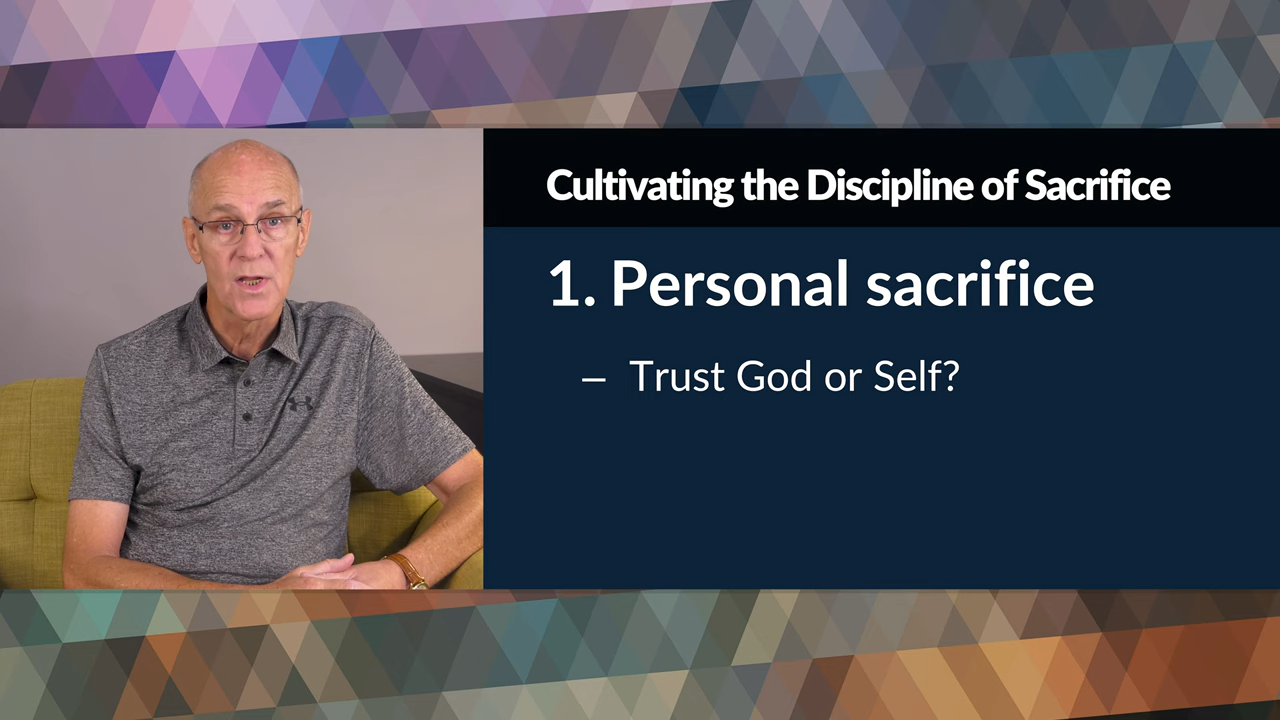 Cultivating the Discipline of Sacrifice
1. Personal sacrifice
– Trust God or Self?